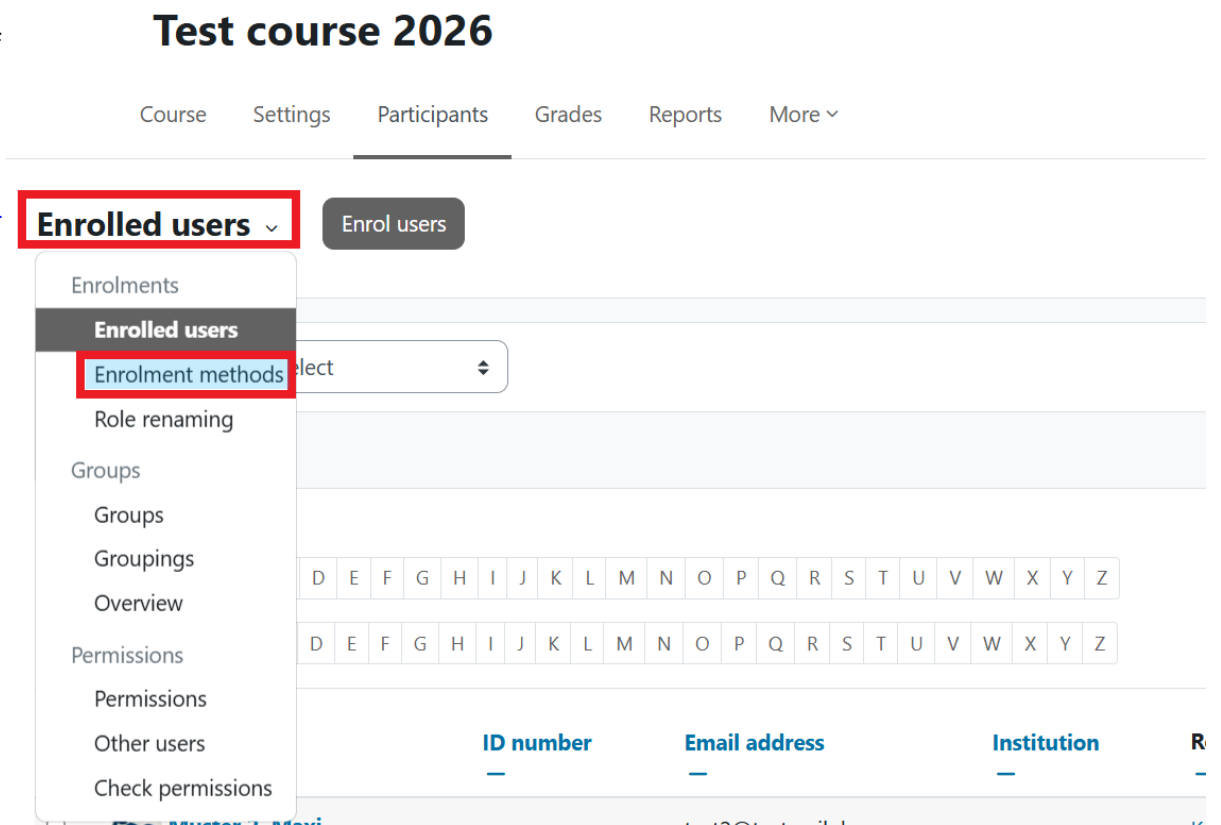 Test course 2026
Course Settings Participants Grades Reports More
Enrolled users Enrol users
Enrolments
Enrolled users
Enrolment methods elect
Role renaming
Groups
Groups
Groupings
D E F G H I J K L M N O P Q R S T U V W X Y Z
Overview
D E F G H I J K L M N O P Q R S T U V W X Y Z
Permissions
Permissions
Other users ID number Email address Institution
Check permissions